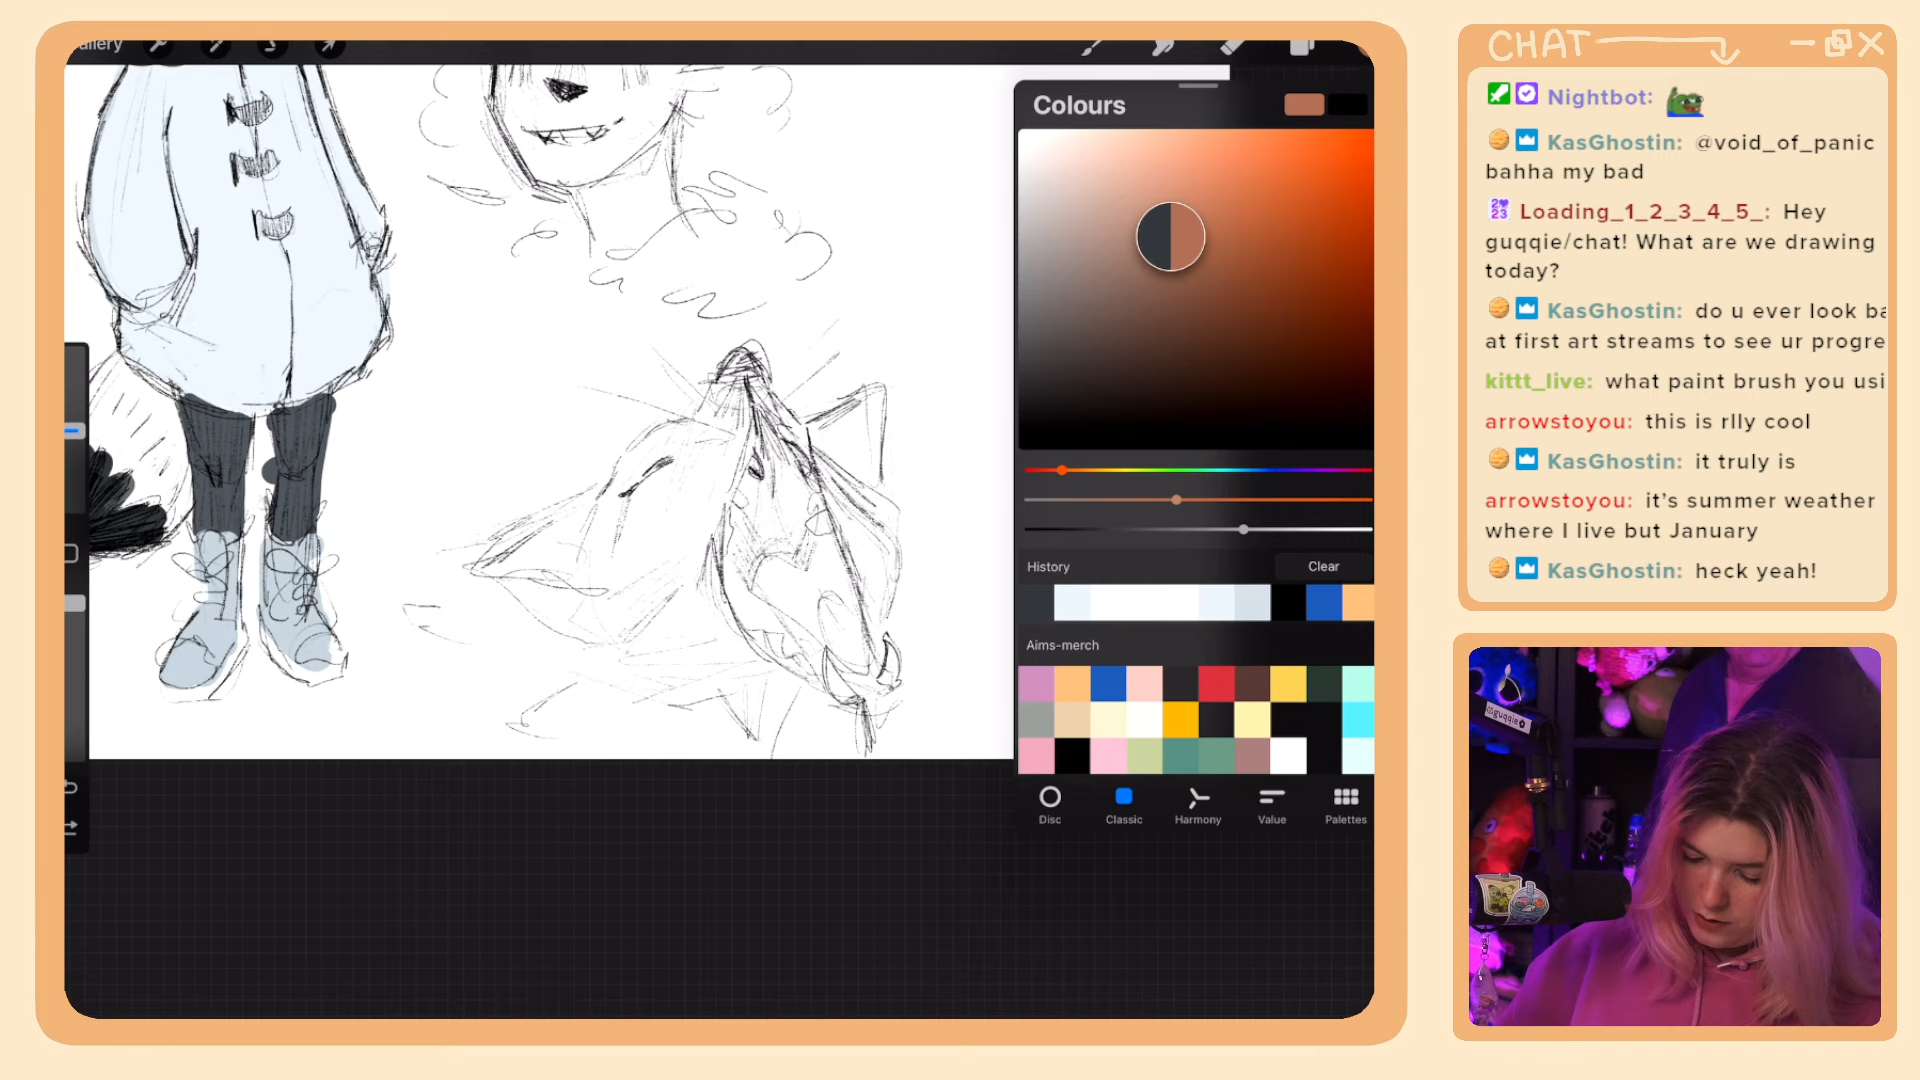 allery
Colours
History
Clear
Aims-merch
Disc
Classic
Harmony
Value
Palettes
CHAT
Nightbot:
KasGhostin: @void_of_panic
bahha my bad
Loading_1_2_3_4_5_: Hey
guqqie/chat! What are we drawing
today?
KasGhostin: do u ever look ba
at first art streams to see ur progre
kittt_live: what paint brush you usi
arrowstoyou: this is rlly cool
KasGhostin: it truly is
arrowstoyou: it's summer weather
where I live but January
KasGhostin: heck yeah!
@guqqie